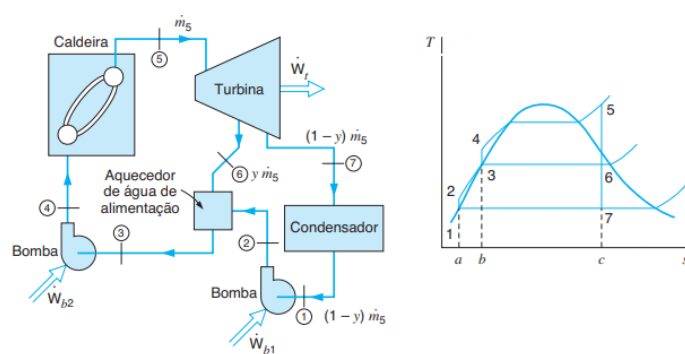 ṁ5
Caldeira
5
Turbina
Ẇt
(1 − y) ṁ5
6
y ṁ5
7
Aquecedor
de água de
alimentação
4
3
2
Condensador
Bomba
Ẇb2
Bomba
1
(1 − y) ṁ5
Ẇb1
T
5
4
3
6
2
7
1
a
b
c
s